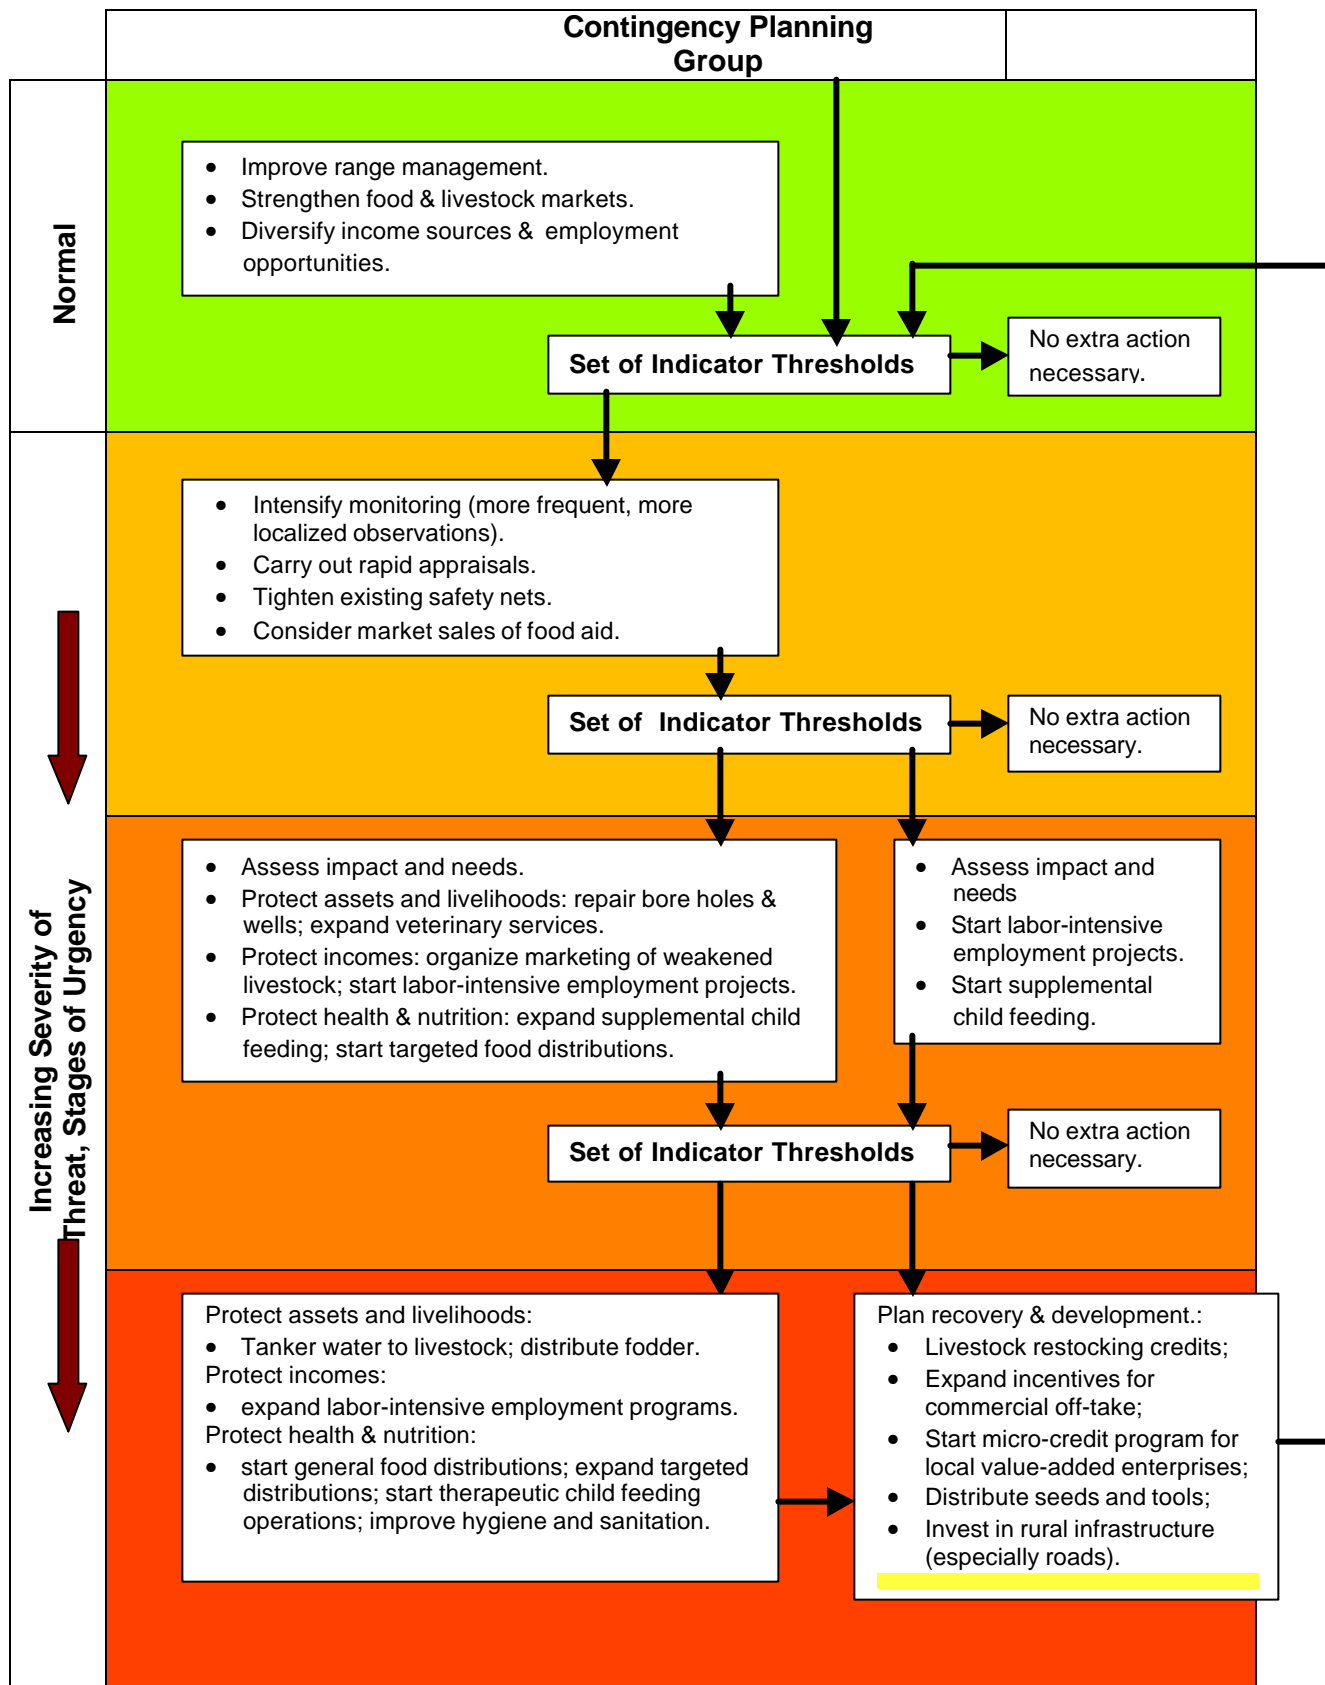 Contingency Planning
Group
Normal
• Improve range management.
• Strengthen food & livestock markets.
• Diversify income sources & employment
opportunities.
Set of Indicator Thresholds
No extra action
necessary.
Increasing Severity of
Threat, Stages of Urgency
• Intensify monitoring (more frequent, more
localized observations).
• Carry out rapid appraisals.
• Tighten existing safety nets.
• Consider market sales of food aid.
Set of Indicator Thresholds
No extra action
necessary.
• Assess impact and needs.
• Protect assets and livelihoods: repair bore holes &
wells; expand veterinary services.
• Protect incomes: organize marketing of weakened
livestock; start labor-intensive employment projects.
• Protect health & nutrition: expand supplemental child
feeding; start targeted food distributions.
• Assess impact and
needs
• Start labor-intensive
employment projects.
• Start supplemental
child feeding.
Set of Indicator Thresholds
No extra action
necessary.
Protect assets and livelihoods:
• Tanker water to livestock; distribute fodder.
Protect incomes:
• expand labor-intensive employment programs.
Protect health & nutrition:
• start general food distributions; expand targeted
distributions; start therapeutic child feeding
operations; improve hygiene and sanitation.
Plan recovery & development.:
• Livestock restocking credits;
• Expand incentives for
commercial off-take;
• Start micro-credit program for
local value-added enterprises;
• Distribute seeds and tools;
• Invest in rural infrastructure
(especially roads).